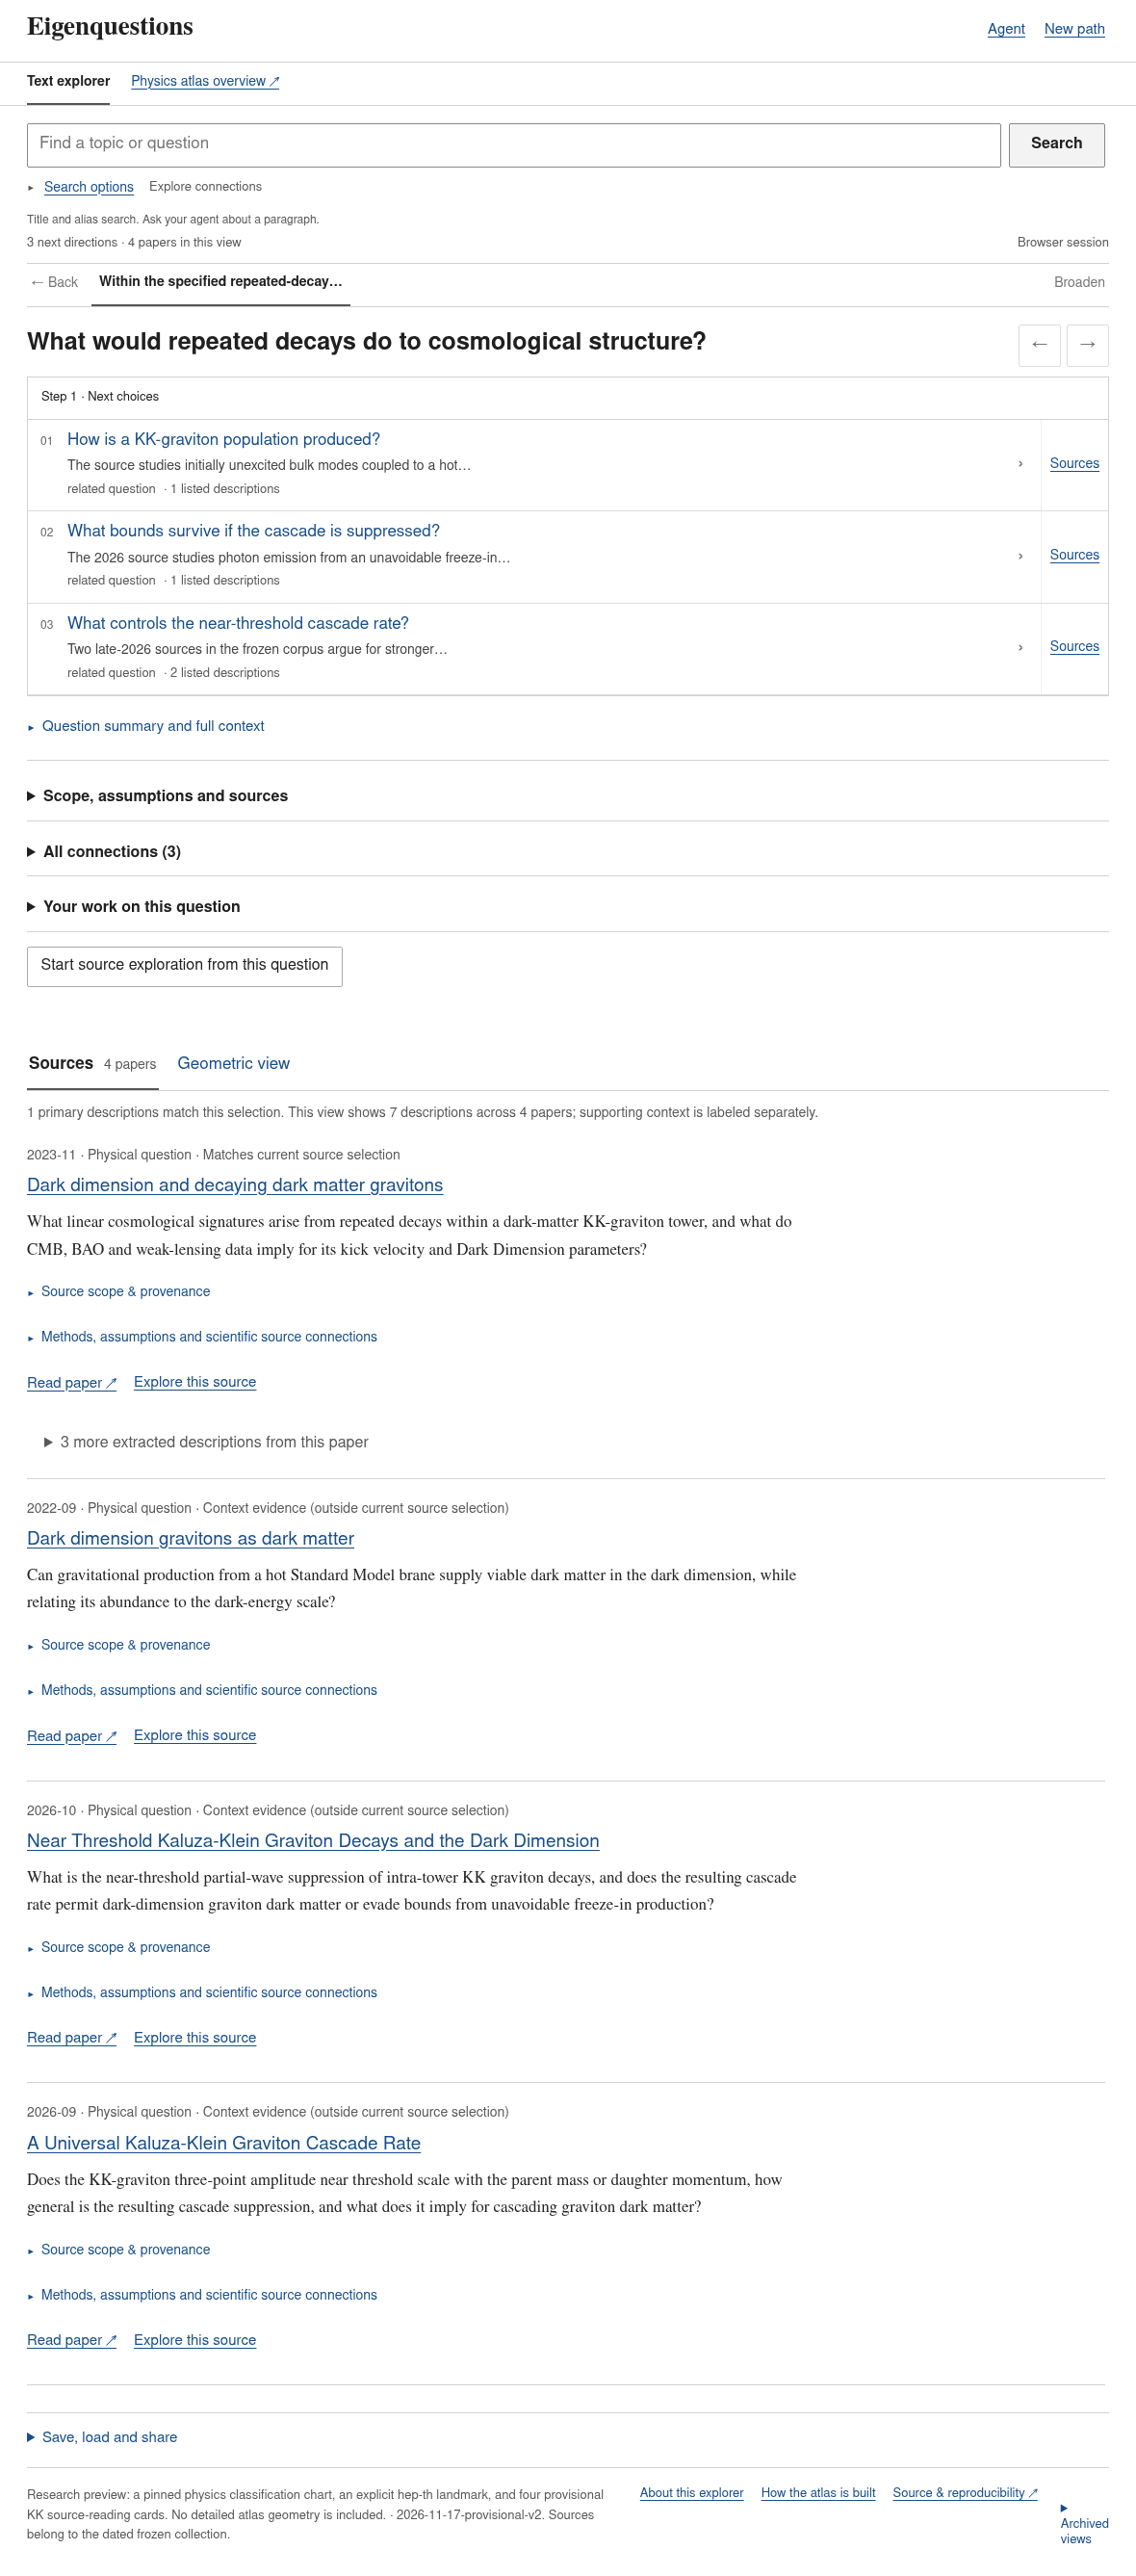 Eigenquestions
Agent New path
Text explorer Physics atlas overview ↗
Find a topic or question Search
▸ Search options Explore connections
Title and alias search. Ask your agent about a paragraph.
3 next directions · 4 papers in this view Browser session
← Back Within the specified repeated-decay… Broaden
What would repeated decays do to cosmological structure? ← →
Step 1 · Next choices
01 How is a KK-graviton population produced?
The source studies initially unexcited bulk modes coupled to a hot… › Sources
related question · 1 listed descriptions
02 What bounds survive if the cascade is suppressed?
The 2026 source studies photon emission from an unavoidable freeze-in… › Sources
related question · 1 listed descriptions
03 What controls the near-threshold cascade rate?
Two late-2026 sources in the frozen corpus argue for stronger… › Sources
related question · 2 listed descriptions
▸ Question summary and full context
▶ Scope, assumptions and sources
▶ All connections (3)
▶ Your work on this question
Start source exploration from this question
Sources 4 papers Geometric view
1 primary descriptions match this selection. This view shows 7 descriptions across 4 papers; supporting context is labeled separately.
2023-11 · Physical question · Matches current source selection
Dark dimension and decaying dark matter gravitons
What linear cosmological signatures arise from repeated decays within a dark-matter KK-graviton tower, and what do
CMB, BAO and weak-lensing data imply for its kick velocity and Dark Dimension parameters?
▸ Source scope & provenance
▸ Methods, assumptions and scientific source connections
Read paper ↗ Explore this source
▶ 3 more extracted descriptions from this paper
2022-09 · Physical question · Context evidence (outside current source selection)
Dark dimension gravitons as dark matter
Can gravitational production from a hot Standard Model brane supply viable dark matter in the dark dimension, while
relating its abundance to the dark-energy scale?
▸ Source scope & provenance
▸ Methods, assumptions and scientific source connections
Read paper ↗ Explore this source
2026-10 · Physical question · Context evidence (outside current source selection)
Near Threshold Kaluza-Klein Graviton Decays and the Dark Dimension
What is the near-threshold partial-wave suppression of intra-tower KK graviton decays, and does the resulting cascade
rate permit dark-dimension graviton dark matter or evade bounds from unavoidable freeze-in production?
▸ Source scope & provenance
▸ Methods, assumptions and scientific source connections
Read paper ↗ Explore this source
2026-09 · Physical question · Context evidence (outside current source selection)
A Universal Kaluza-Klein Graviton Cascade Rate
Does the KK-graviton three-point amplitude near threshold scale with the parent mass or daughter momentum, how
general is the resulting cascade suppression, and what does it imply for cascading graviton dark matter?
▸ Source scope & provenance
▸ Methods, assumptions and scientific source connections
Read paper ↗ Explore this source
▶ Save, load and share
Research preview: a pinned physics classification chart, an explicit hep-th landmark, and four provisional
KK source-reading cards. No detailed atlas geometry is included. · 2026-11-17-provisional-v2. Sources
belong to the dated frozen collection.
About this explorer How the atlas is built Source & reproducibility ↗
▶
Archived
views